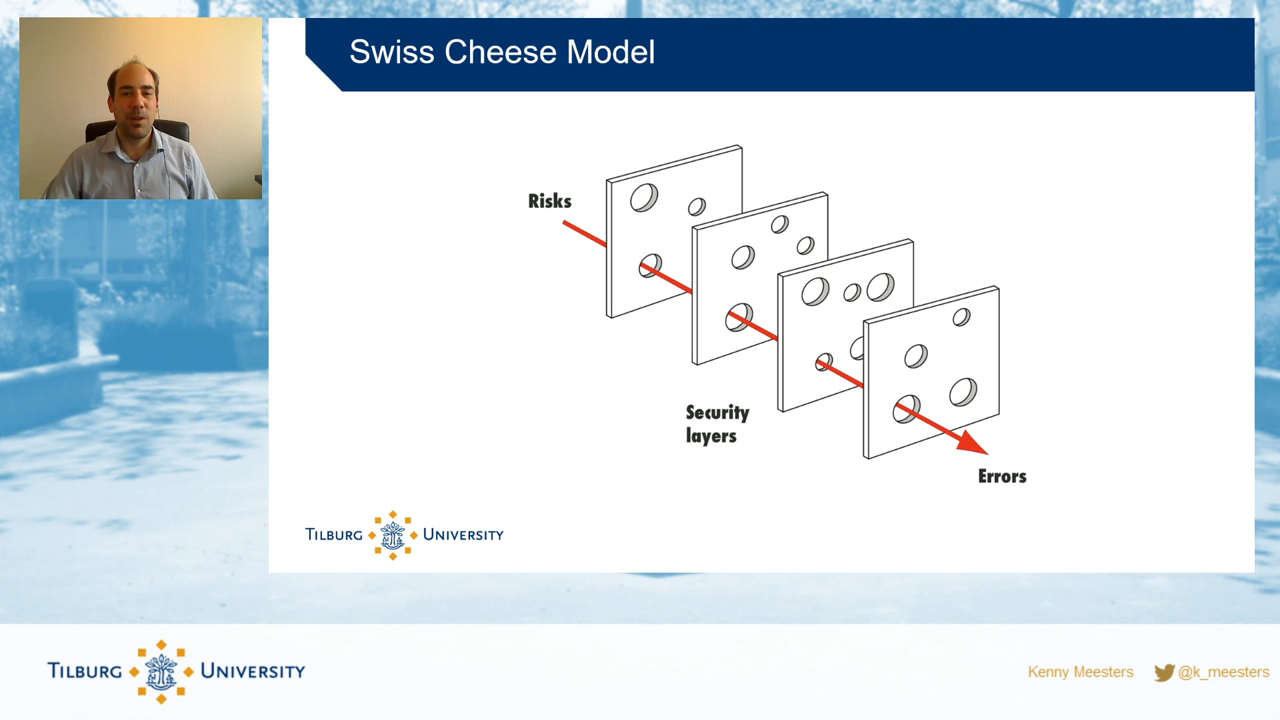 Swiss Cheese Model
Risks
Security
layers
Errors
TILBURG UNIVERSITY
TILBURG UNIVERSITY
Kenny Meesters @k_meesters